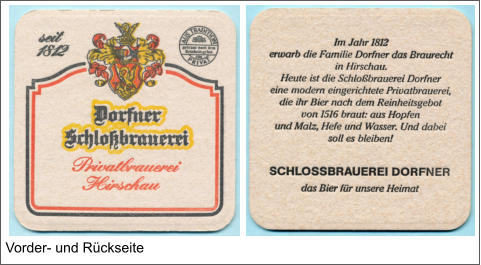 seit
1812
AUS TRADITION
PRIVAT
Dorfner
Schloßbrauerei
Privatbrauerei
Hirschau
Im Jahr 1812
erwarb die Familie Dorfner das Braurecht
in Hirschau.
Heute ist die Schloßbrauerei Dorfner
eine modern eingerichtete Privatbrauerei,
die ihr Bier nach dem Reinheitsgebot
von 1516 braut: aus Hopfen
und Malz, Hefe und Wasser. Und dabei
soll es bleiben!
SCHLOSSBRAUEREI DORFNER
das Bier für unsere Heimat
Vorder- und Rückseite